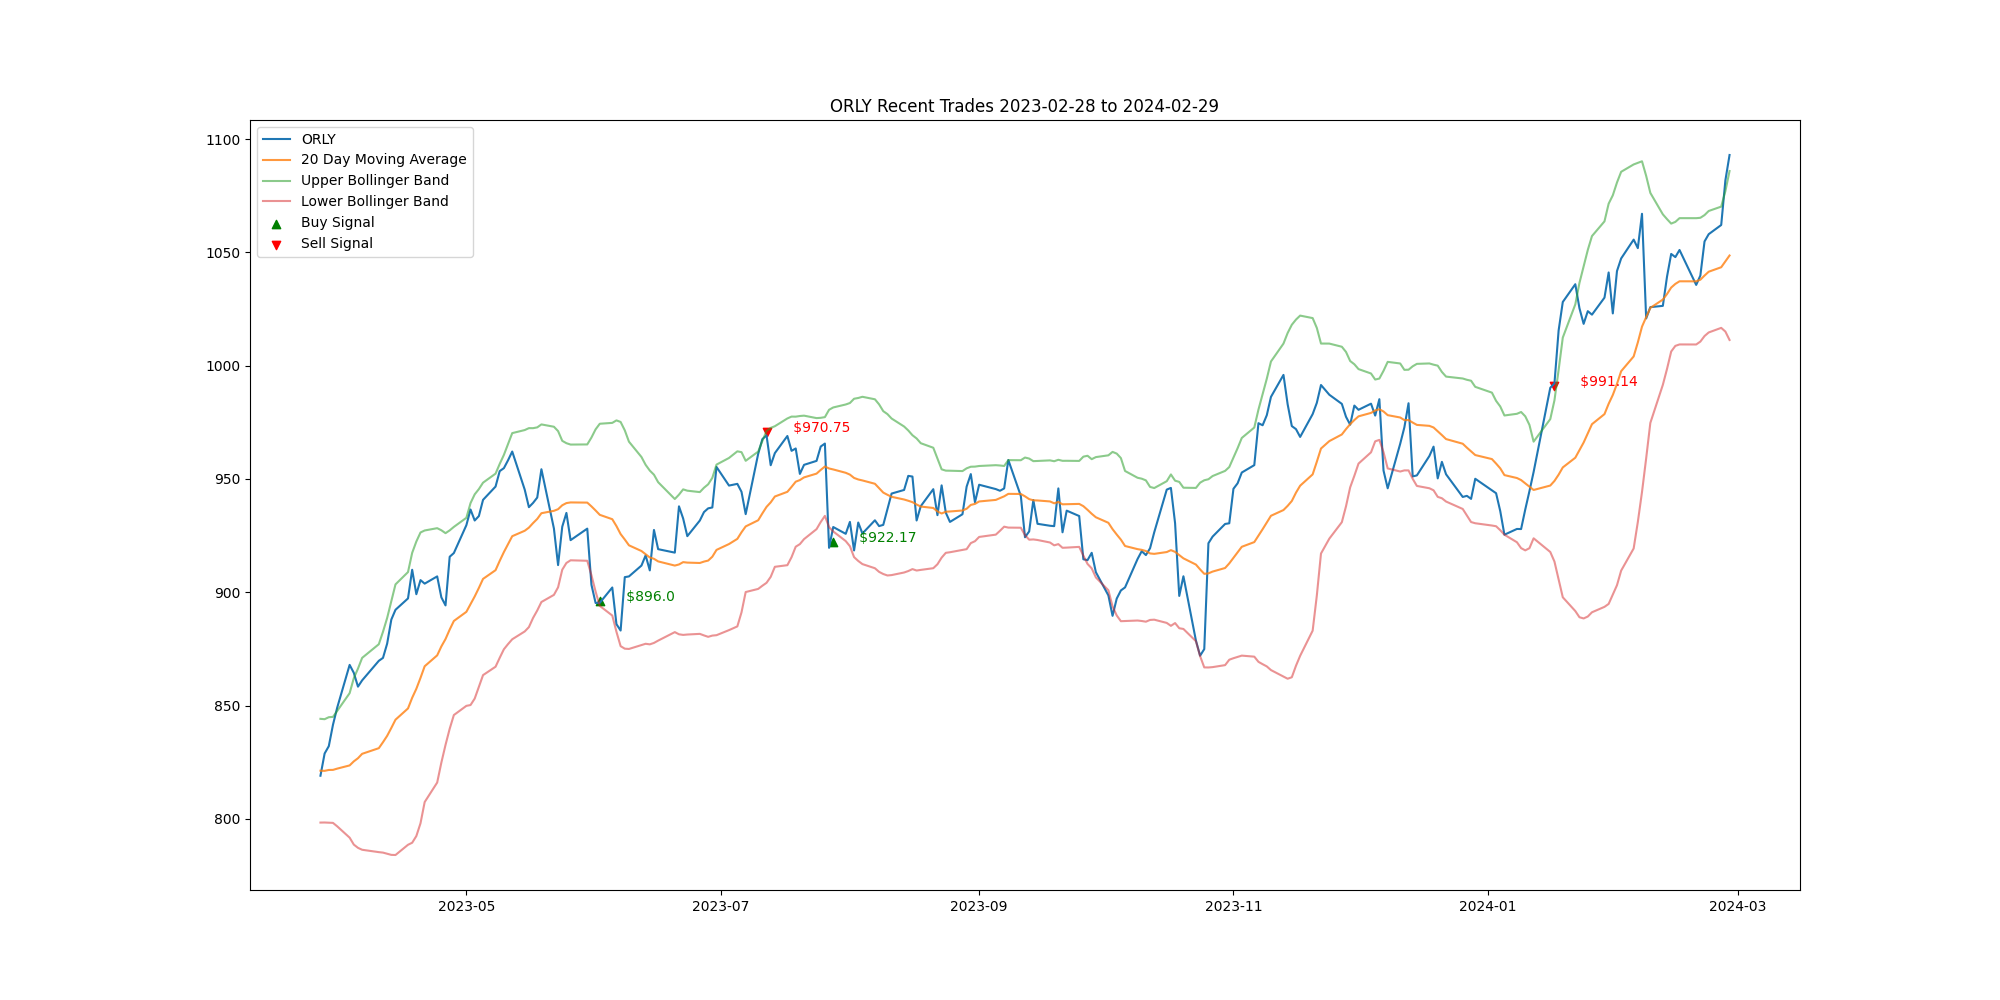 ORLY Recent Trades 2023-02-28 to 2024-02-29
ORLY
20 Day Moving Average
Upper Bollinger Band
Lower Bollinger Band
Buy Signal
Sell Signal
1100
1050
1000
950
900
850
800
$991.14
$970.75
$922.17
$896.0
2023-05
2023-07
2023-09
2023-11
2024-01
2024-03